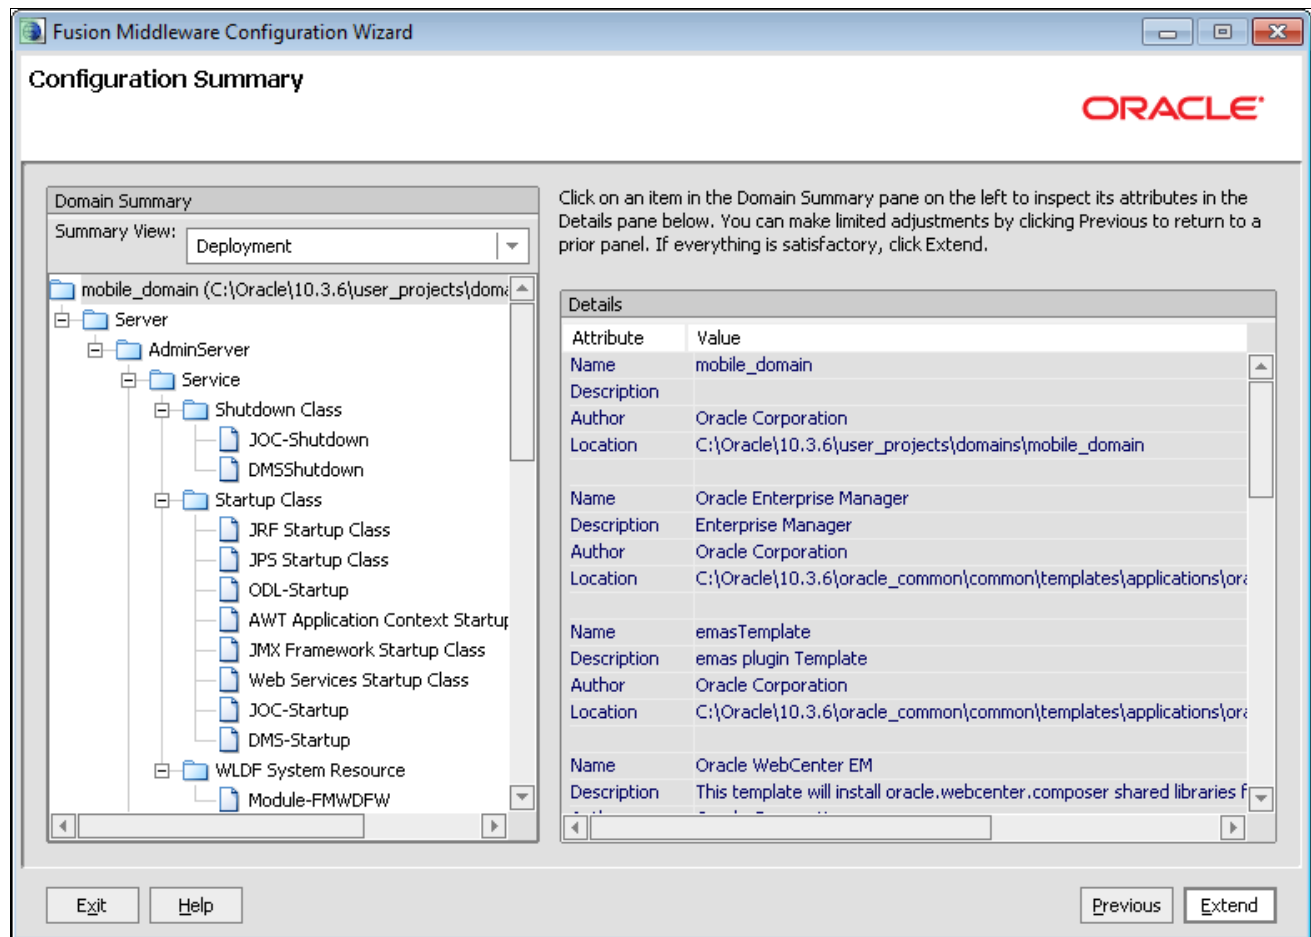 Fusion Middleware Configuration Wizard
Configuration Summary
ORACLE
Domain Summary
Summary View:
Deployment
mobile_domain (C:\Oracle\10.3.6\user_projects\doma
Server
AdminServer
Service
Shutdown Class
JOC-Shutdown
DMSShutdown
Startup Class
JRF Startup Class
JPS Startup Class
ODL-Startup
AWT Application Context Startup
JMX Framework Startup Class
Web Services Startup Class
JOC-Startup
DMS-Startup
WLDF System Resource
Module-FMWDFW
Click on an item in the Domain Summary pane on the left to inspect its attributes in the
Details pane below. You can make limited adjustments by clicking Previous to return to a
prior panel. If everything is satisfactory, click Extend.
Details
Attribute Value
Name mobile_domain
Description
Author Oracle Corporation
Location C:\Oracle\10.3.6\user_projects\domains\mobile_domain
Name Oracle Enterprise Manager
Description Enterprise Manager
Author Oracle Corporation
Location C:\Oracle\10.3.6\oracle_common\common\templates\applications\ora
Name emasTemplate
Description emas plugin Template
Author Oracle Corporation
Location C:\Oracle\10.3.6\oracle_common\common\templates\applications\ora
Name Oracle WebCenter EM
Description This template will install oracle.webcenter.composer shared libraries f
Exit Help Previous Extend